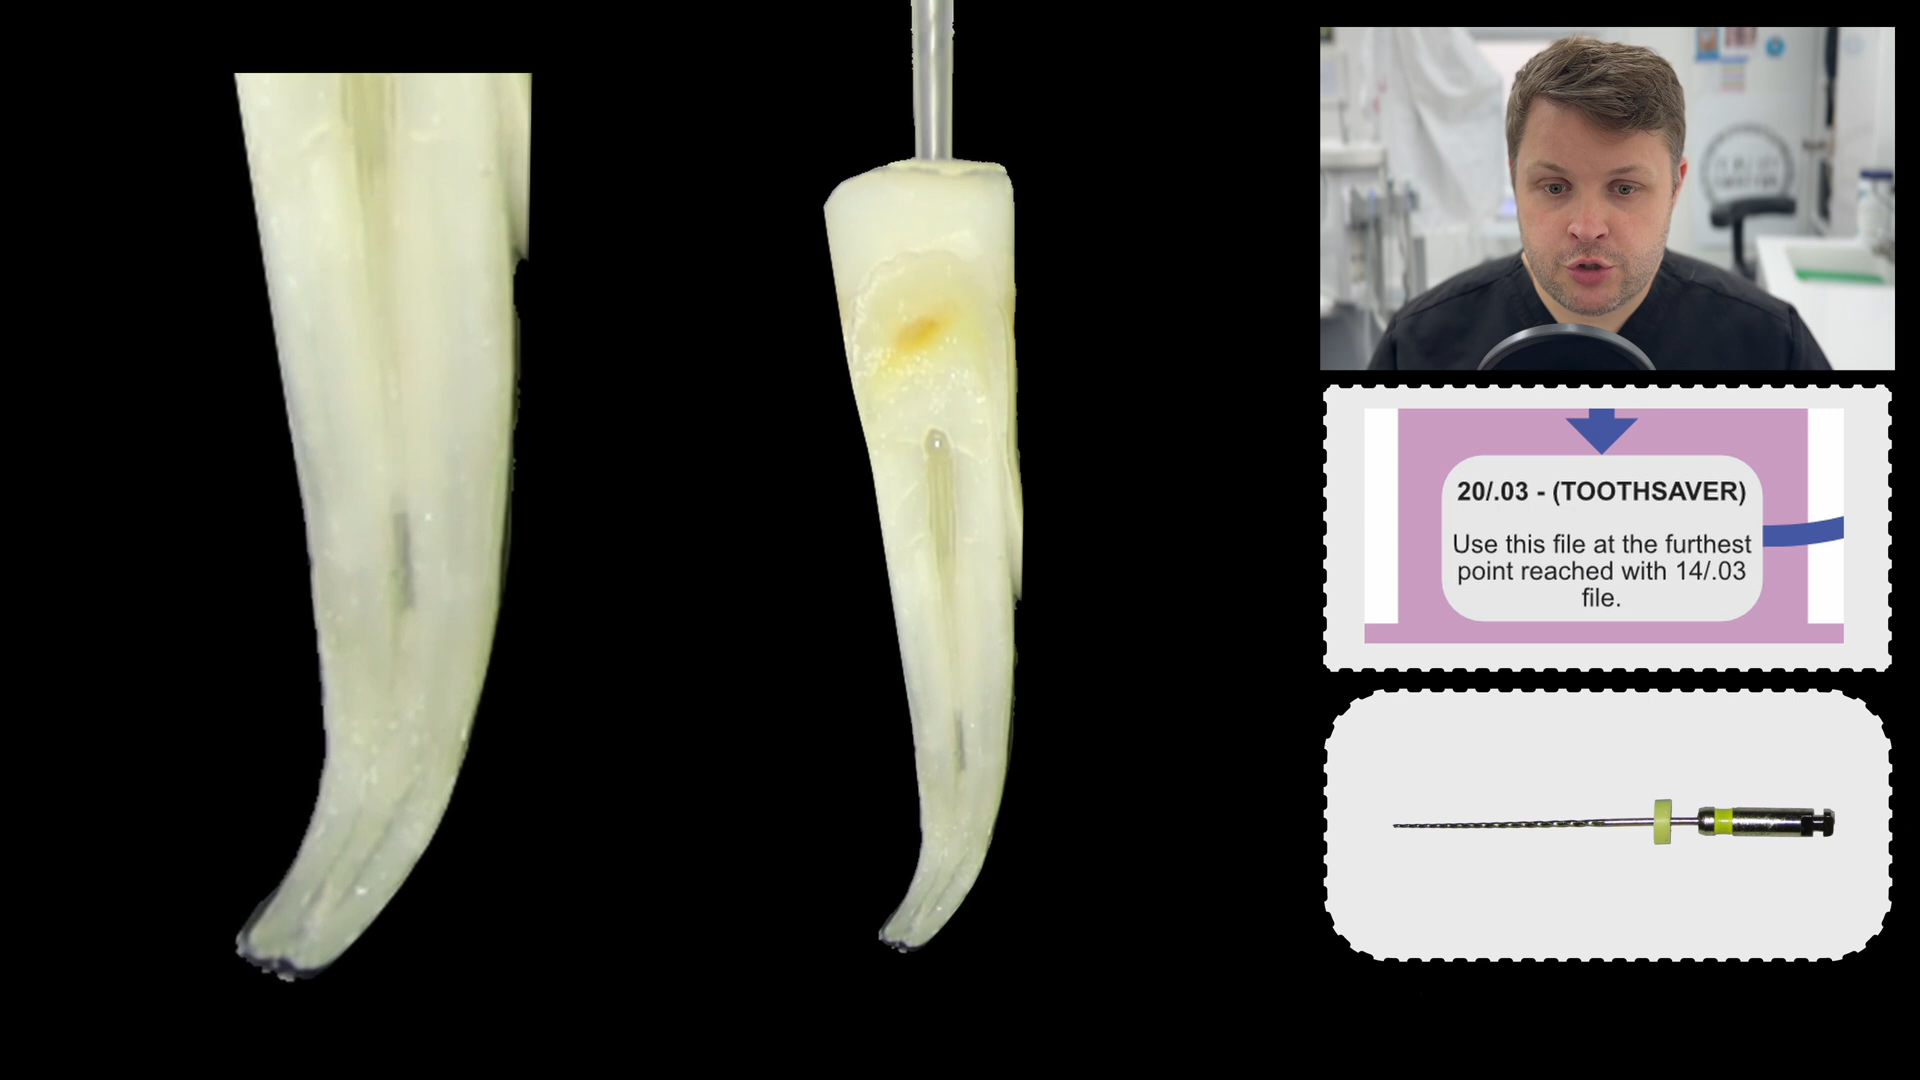 20/.03 - (TOOTHSAVER)
Use this file at the furthest
point reached with 14/.03
file.